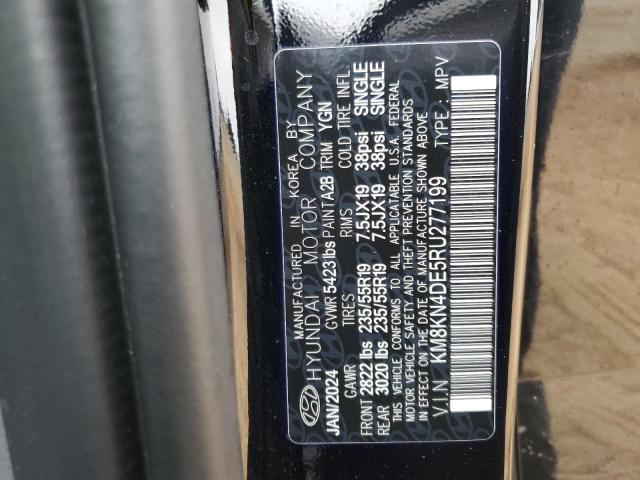 MANUFACTURED IN KOREA BY
HYUNDAI MOTOR COMPANY
JAN/2024 GVWR 5423 lbs PAINT A2B TRIM YGN
GAWR TIRES RIMS COLD TIRE INFL.
FRONT 2822 lbs 235/55R19 7.5JX19 38psi SINGLE
REAR 3020 lbs 235/55R19 7.5JX19 38psi SINGLE
THIS VEHICLE CONFORMS TO ALL APPLICABLE U.S.A. FEDERAL
MOTOR VEHICLE SAFETY AND THEFT PREVENTION STANDARDS
IN EFFECT ON THE DATE OF MANUFACTURE SHOWN ABOVE
V.I.N KM8KN4DE5RU277199 TYPE : MPV